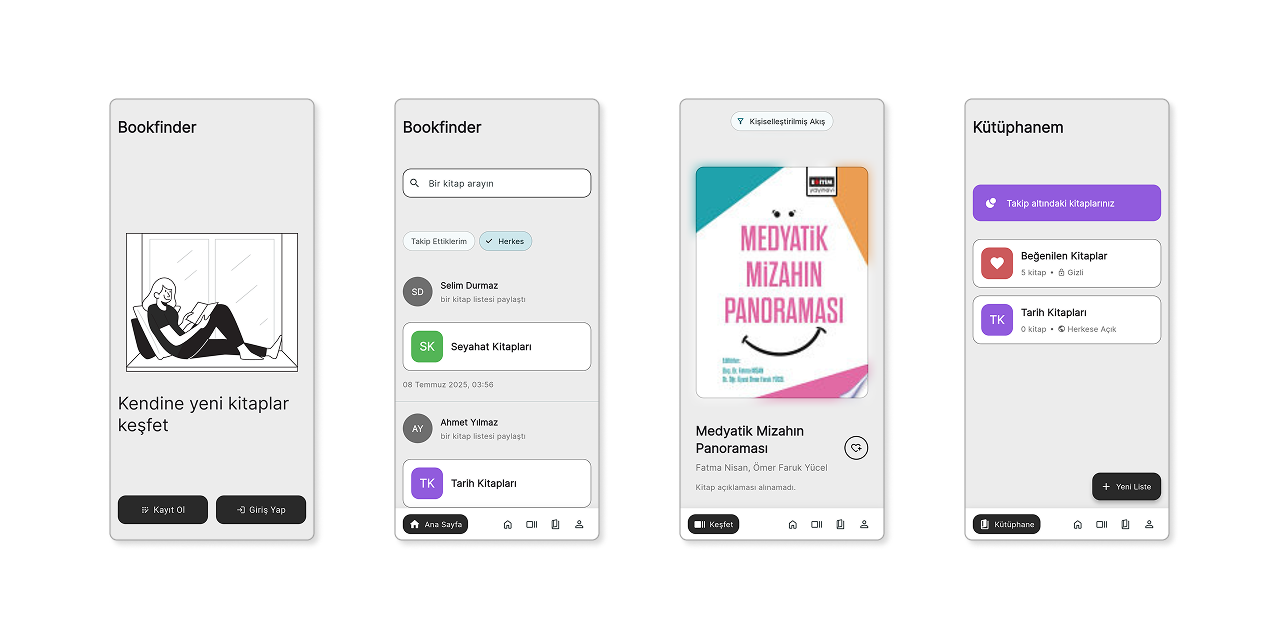 Bookfinder
Kendine yeni kitaplar
keşfet
Kayıt Ol
Giriş Yap
Bookfinder
Bir kitap arayın
Takip Ettiklerim
Herkes
SD
Selim Durmaz
bir kitap listesi paylaştı
SK
Seyahat Kitapları
08 Temmuz 2025, 03:56
AY
Ahmet Yılmaz
bir kitap listesi paylaştı
TK
Tarih Kitapları
Ana Sayfa
Kişiselleştirilmiş Akış
EĞİTİM
yayınevi
MEDYATİK
MİZAHIN
PANORAMASI
Medyatik Mizahın
Panoraması
Fatma Nisan, Ömer Faruk Yücel
Kitap açıklaması alınamadı.
Keşfet
Kütüphanem
Takip altındaki kitaplarınız
Beğenilen Kitaplar
5 kitap • Gizli
TK
Tarih Kitapları
0 kitap • Herkese Açık
+ Yeni Liste
Kütüphane